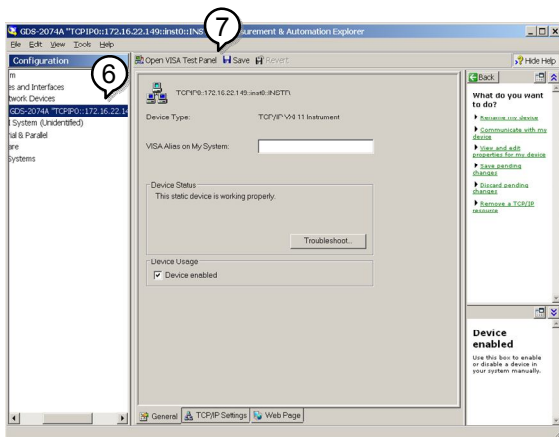 GDS-2074A "TCPIP0::172.16.22.149::inst0::INS
urement & Automation Explorer
7
File Edit View Tools Help
Configuration
6
Open VISA Test Panel Save Revert
Hide Help
m
es and Interfaces
twork Devices
GDS-2074A "TCPIP0::172.16.22.14
l System (Unidentified)
rial & Parallel
are
Systems
TCPIP0::172.16.22.149::inst0::INSTR
Device Type: TCP/IP VXI 11 Instrument
VISA Alias on My System:
Device Status
This static device is working properly.
Troubleshoot...
Device Usage
Device enabled
General TCP/IP Settings Web Page
Back
What do you want
to do?
Rename my device
Communicate with my
device
View and edit
properties for my device
Save pending
changes
Discard pending
changes
Remove a TCP/IP
resource
Device
enabled
Use this box to enable
or disable a device in
your system manually.